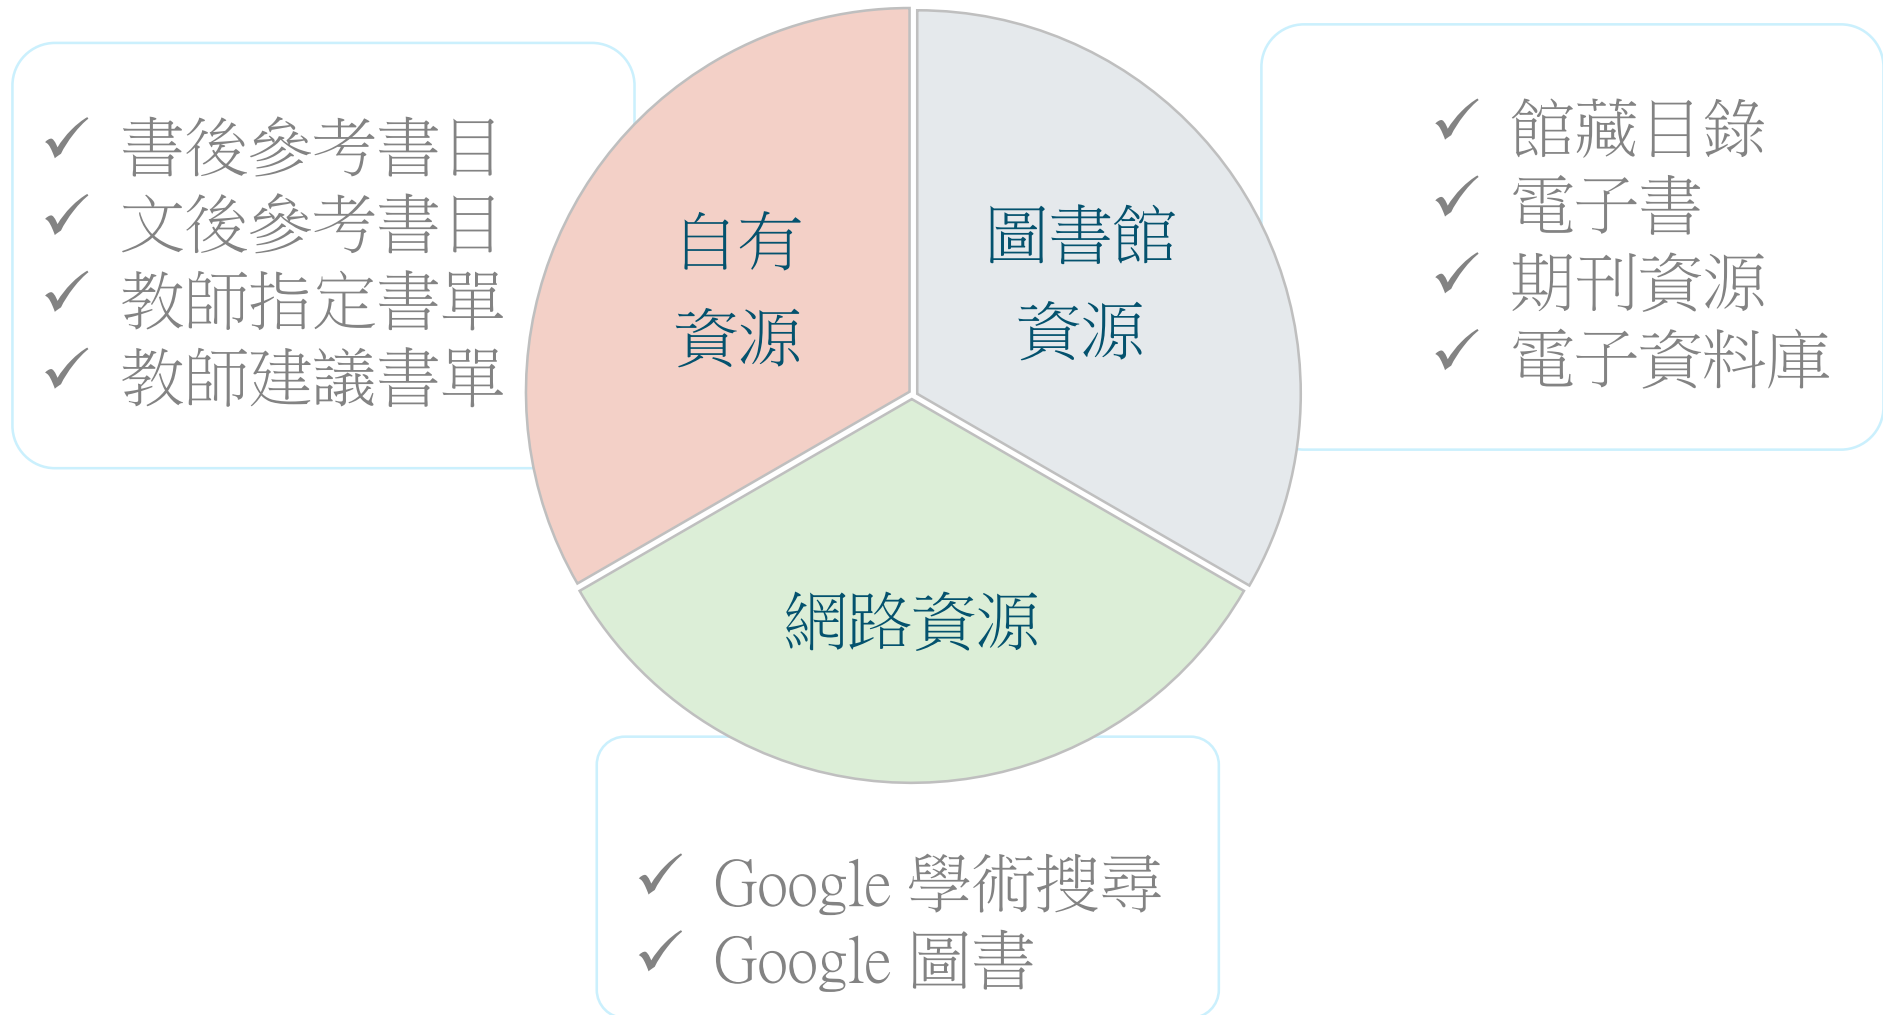 ✓ 書後參考書目
✓ 文後參考書目
✓ 教師指定書單
✓ 教師建議書單
自有
資源
圖書館
資源
✓ 館藏目錄
✓ 電子書
✓ 期刊資源
✓ 電子資料庫
網路資源
✓ Google 學術搜尋
✓ Google 圖書